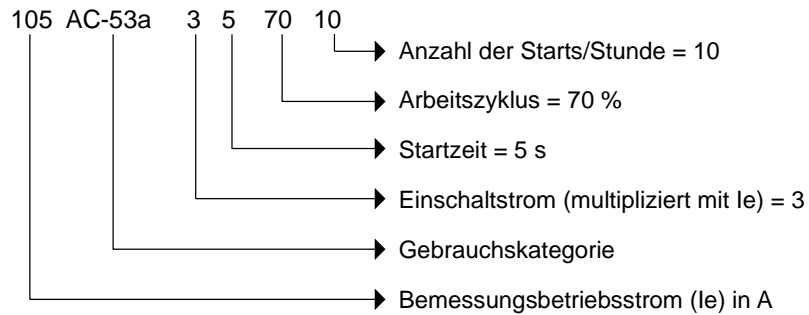 105 AC-53a 3 5 70 10
Anzahl der Starts/Stunde = 10
Arbeitszyklus = 70 %
Startzeit = 5 s
Einschaltstrom (multipliziert mit Ie) = 3
Gebrauchskategorie
Bemessungsbetriebsstrom (Ie) in A